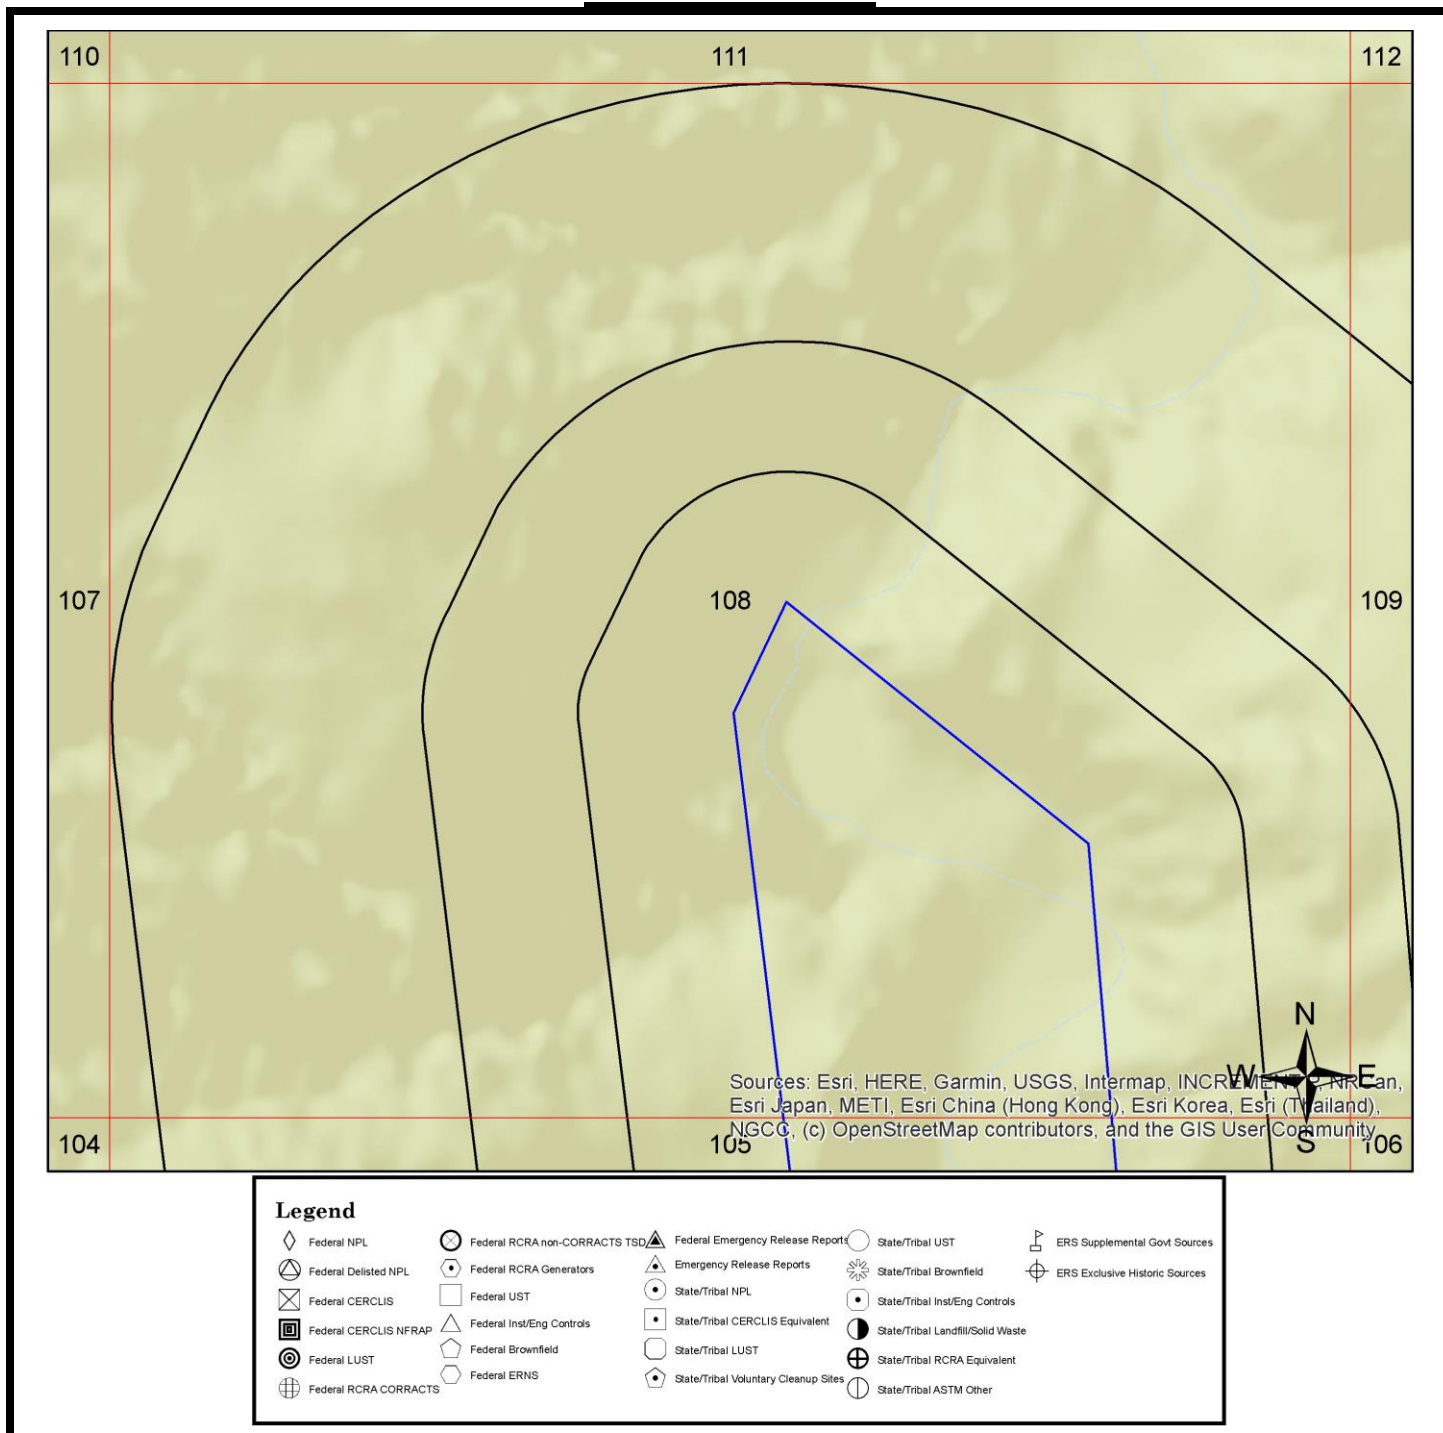 110
111
112
107
108
109
N
W
E
S
Sources: Esri, HERE, Garmin, USGS, Intermap, INCREMENT P, NRCan,
Esri Japan, METI, Esri China (Hong Kong), Esri Korea, Esri (Thailand),
NGCC, (c) OpenStreetMap contributors, and the GIS User Community
104
105
106
Legend
Federal NPL
Federal Delisted NPL
Federal CERCLIS
Federal CERCLIS NFRAP
Federal LUST
Federal RCRA CORRACTS
Federal RCRA non-CORRACTS TSD
Federal RCRA Generators
Federal UST
Federal Inst/Eng Controls
Federal Brownfield
Federal ERNS
Federal Emergency Release Reports
Emergency Release Reports
State/Tribal NPL
State/Tribal CERCLIS Equivalent
State/Tribal LUST
State/Tribal Voluntary Cleanup Sites
State/Tribal UST
State/Tribal Brownfield
State/Tribal Inst/Eng Controls
State/Tribal Landfill/Solid Waste
State/Tribal RCRA Equivalent
State/Tribal ASTM Other
ERS Supplemental Govt Sources
ERS Exclusive Historic Sources